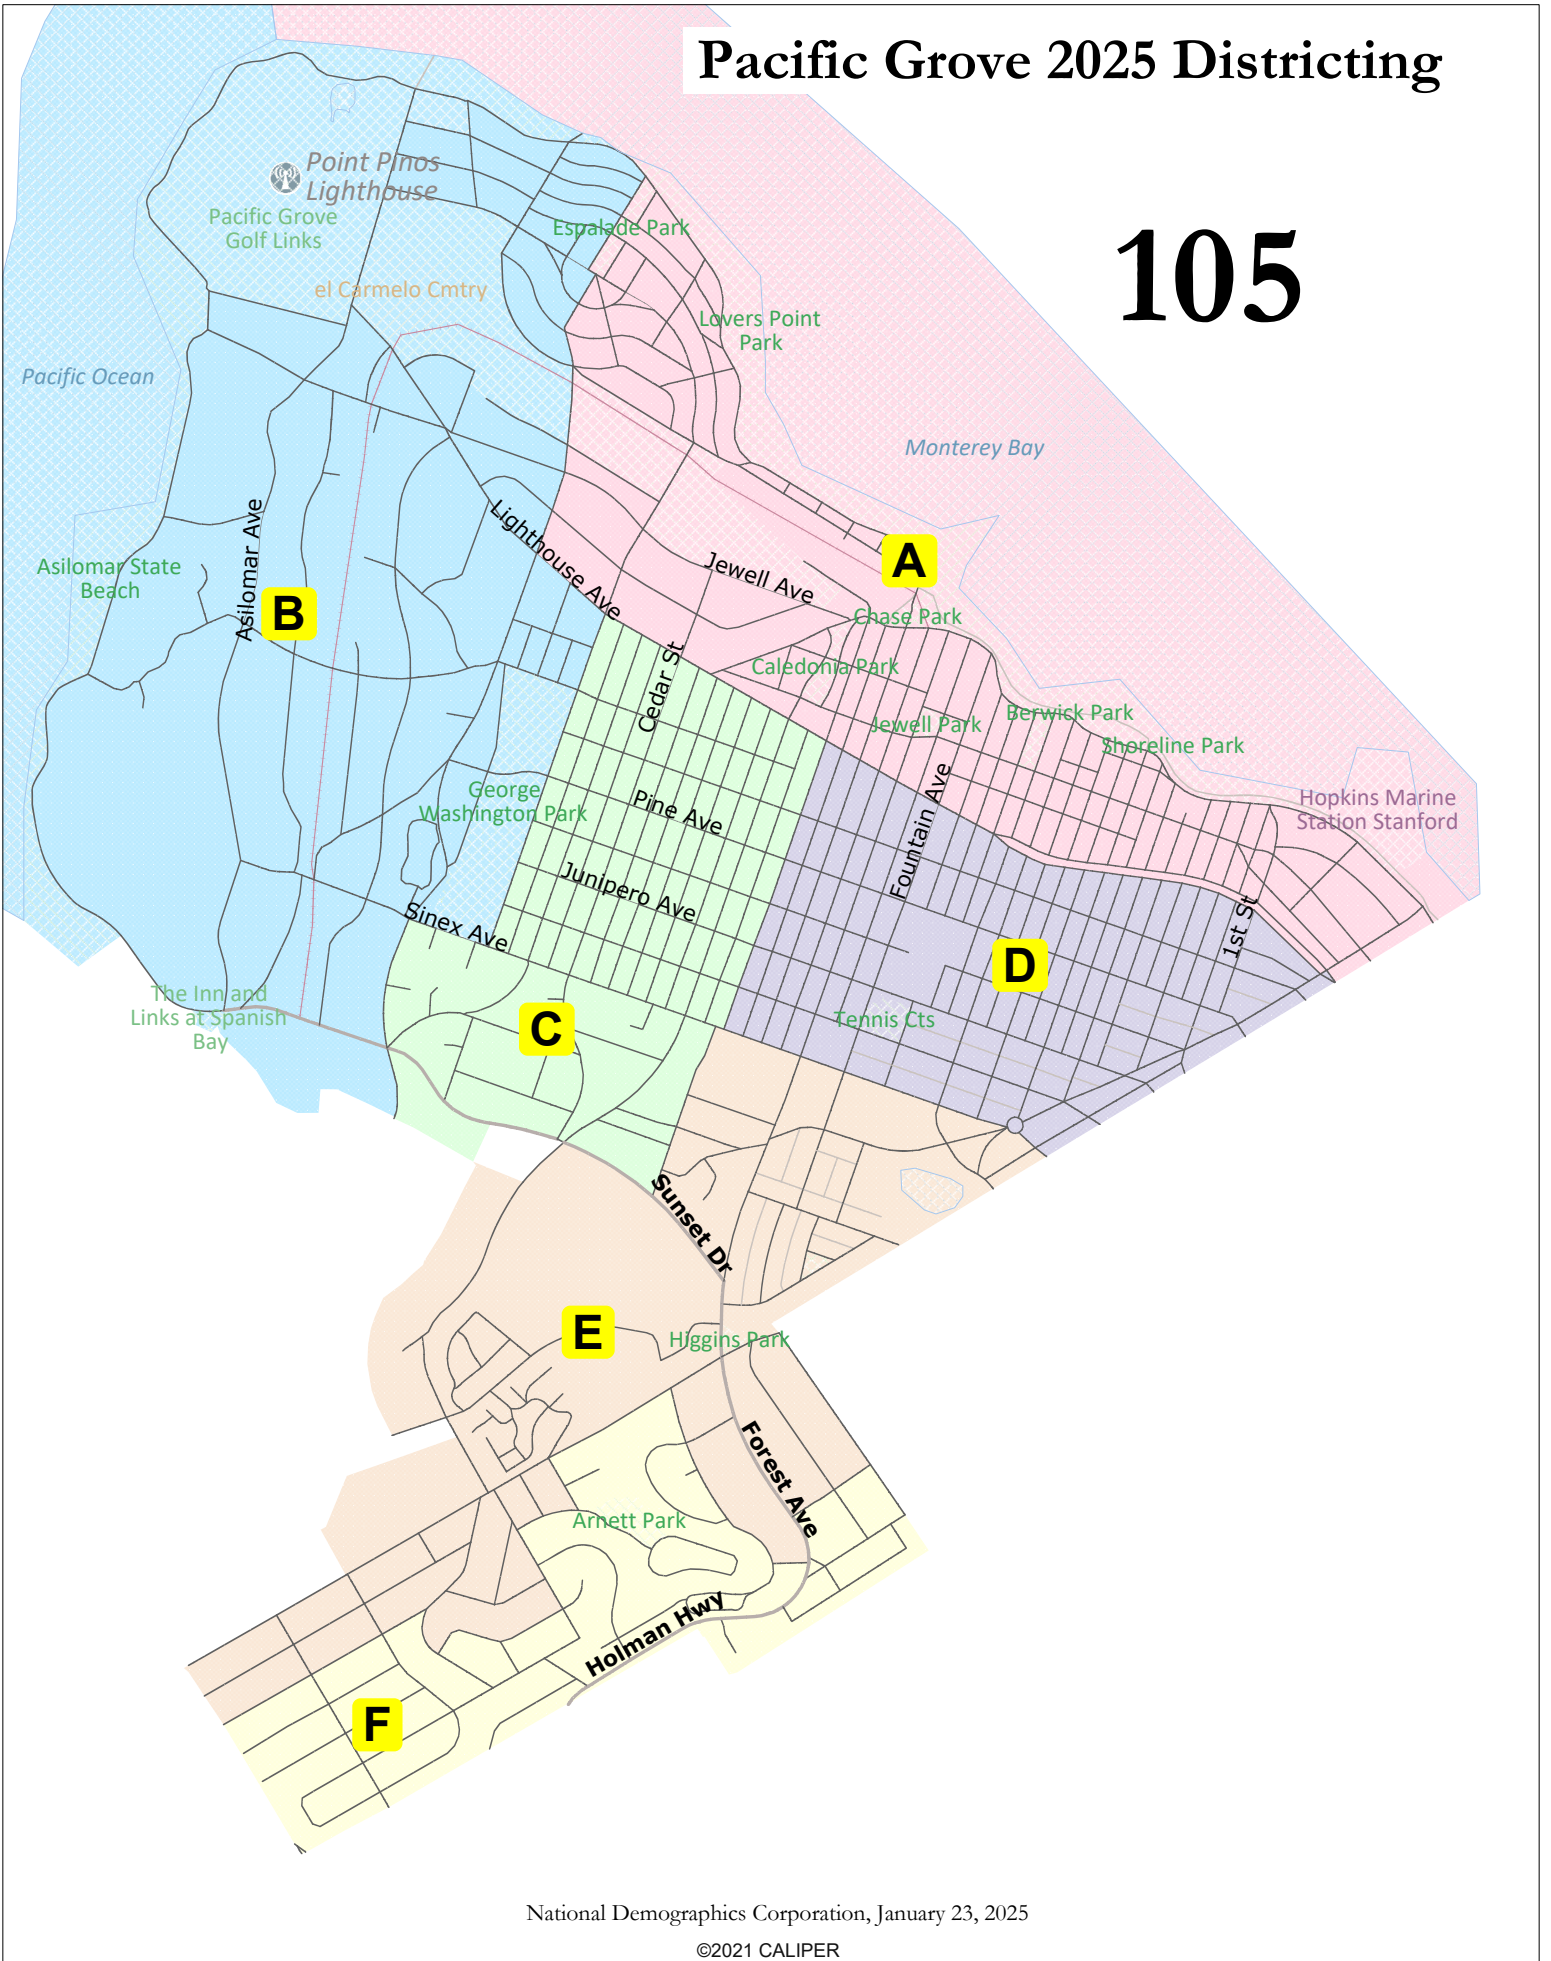 Pacific Grove 2025 Districting
105
Point Pinos
Lighthouse
Pacific Grove
Golf Links
Espalade Park
el Carmelo Cmtry
Lovers Point
Park
Pacific Ocean
Monterey Bay
Asilomar Ave
Lighthouse Ave
Jewell Ave
A
Asilomar State
Beach
B
Chase Park
Cedar St
Caledonia Park
Jewell Park
Berwick Park
Shoreline Park
George
Washington Park
Pine Ave
Fountain Ave
Hopkins Marine
Station Stanford
Junipero Ave
Sinex Ave
1st St
D
The Inn and
Links at Spanish
Bay
C
Tennis Cts
Sunset Dr
E
Higgins Park
Forest Ave
Arnett Park
Holman Hwy
F
National Demographics Corporation, January 23, 2025
©2021 CALIPER